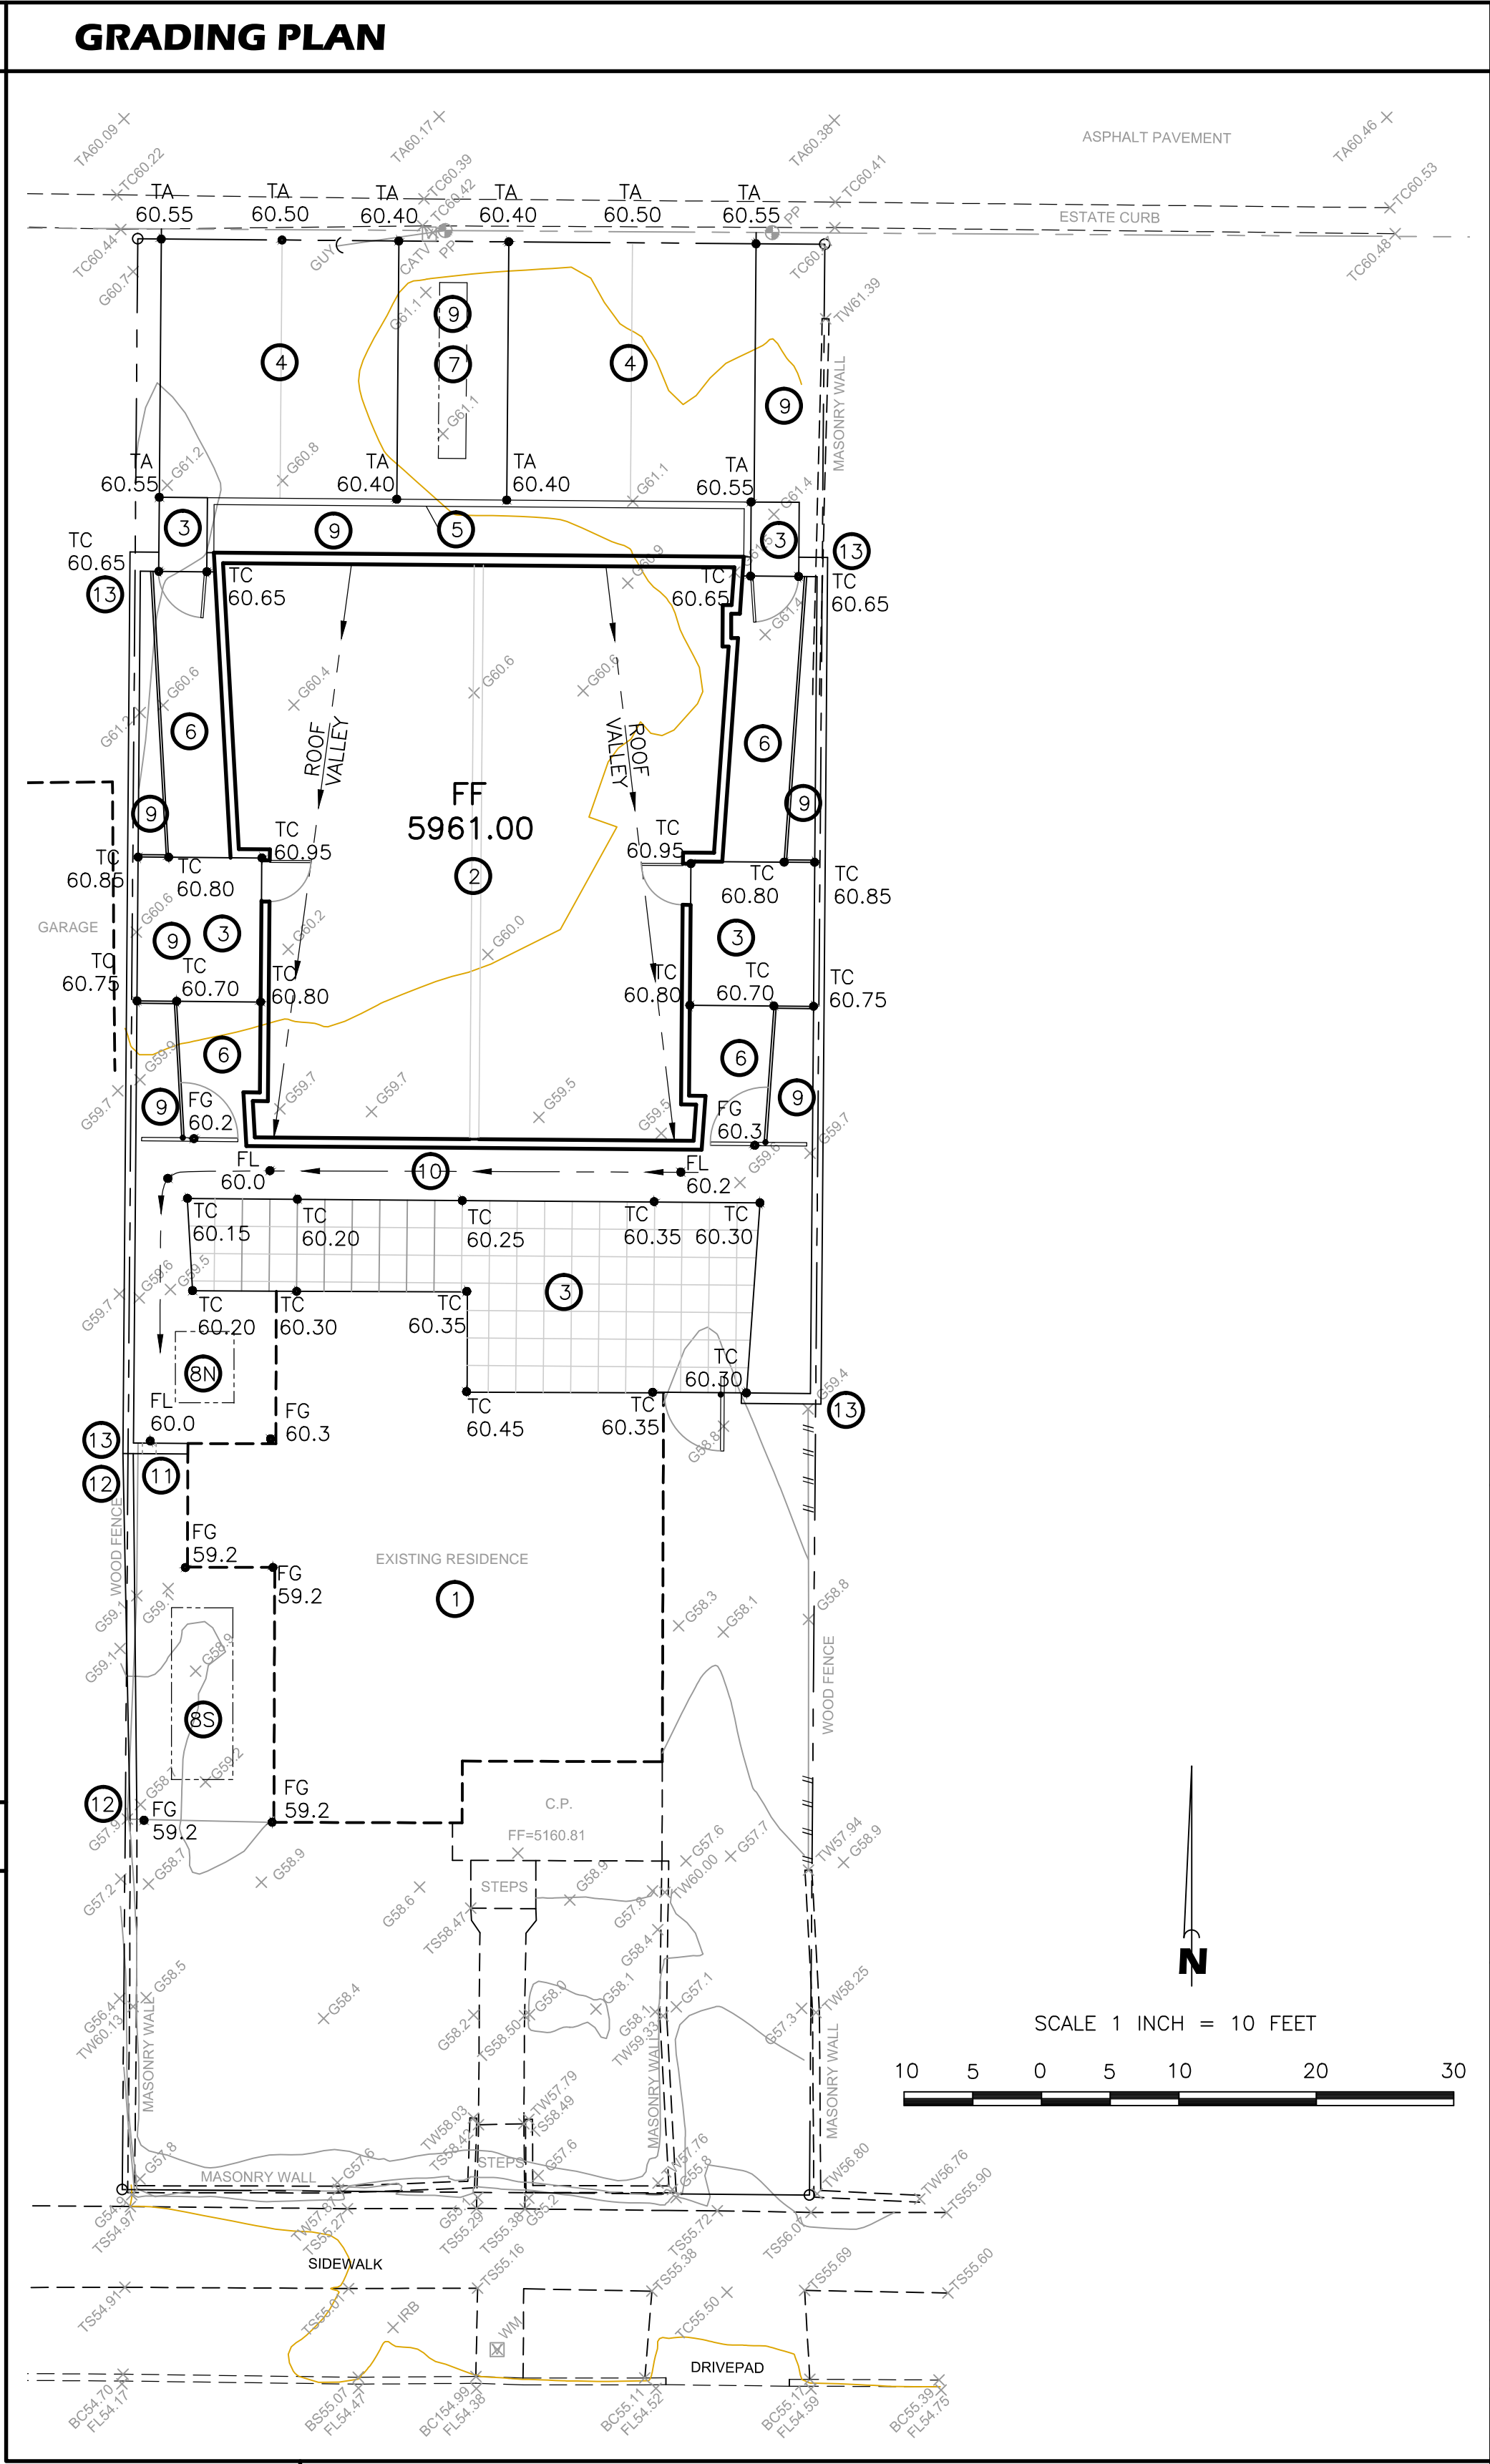 GRADING PLAN
TA60.09
TA60.17
TA60.38
TA60.46
ASPHALT PAVEMENT
TC60.22
TC60.39
TC60.42
TC60.41
TC60.53
ESTATE CURB
TA
60.55
TA
60.50
TA
60.40
TA
60.40
TA
60.50
TA
60.55
PP
TC60.44
G60.7
GUY
CATV
PP
TC60.48
G61.1
TW61.39
MASONRY WALL
9
7
4
4
9
G61.1
G61.2
G60.8
G61.1
G61.4
TA
60.55
TA
60.40
TA
60.40
TA
60.55
3
9
5
3
13
TC
60.65
13
TC
60.65
TC
60.65
TC
60.65
G60.9
G61.4
G60.6
G60.4
G60.6
G60.6
G61.2
6
6
ROOF
VALLEY
ROOF
VALLEY
FF
5961.00
2
9
9
TC
60.85
TC
60.80
TC
60.95
TC
60.95
TC
60.80
TC
60.85
GARAGE
G60.6
9
3
G60.2
G60.0
3
TC
60.75
TC
60.70
TC
60.80
TC
60.80
TC
60.70
TC
60.75
6
6
G59.9
G59.7
G59.7
G59.7
G59.5
G59.5
G59.7
G59.6
9
9
FG
60.2
FG
60.3
FL
60.0
10
FL
60.2
TC
60.15
TC
60.20
TC
60.25
TC
60.35
TC
60.30
G59.7
G59.6
G59.5
3
TC
60.20
TC
60.30
TC
60.35
8N
TC
60.30
FL
60.0
FG
60.3
TC
60.45
TC
60.35
G59.4
13
G58.8
13
12
11
WOOD FENCE
FG
59.2
FG
59.2
EXISTING RESIDENCE
1
G59.1
G59.1
G58.3
G58.1
G58.8
G59.1
G58.9
WOOD FENCE
8S
G59.2
12
G58.7
G57.9
FG
59.2
FG
59.2
C.P.
FF=5160.81
G57.6
G57.7
TW57.94
G58.9
G57.2
G58.7
G58.9
G58.6
STEPS
TS58.47
G58.9
G57.8
TW60.00
G58.4
G56.4
G58.5
TW60.13
MASONRY WALL
G58.4
G58.2
TS58.50
G58.0
G58.1
G58.1
G57.1
TW59.33
MASONRY WALL
G57.3
TW58.25
MASONRY WALL
N
SCALE 1 INCH = 10 FEET
10 5 0 5 10 20 30
TW58.03
TS58.42
TW57.79
TS58.49
G57.8
MASONRY WALL
G57.6
STEPS
G57.6
TW57.76
G55.8
TW56.80
TW56.76
TS55.90
G54.9
TS54.97
TW57.87
TS55.27
G55.1
TS55.29
TS55.38
G55.2
TS55.72
TS56.07
SIDEWALK
TS54.91
TS55.01
TS55.16
TS55.38
TS55.69
TS55.60
IRB
WM
TC55.50
DRIVEPAD
BC54.70
FL54.17
BS55.07
FL54.47
BC154.99
FL54.38
BC55.11
FL54.52
BC55.17
FL54.59
BC55.39
FL54.75